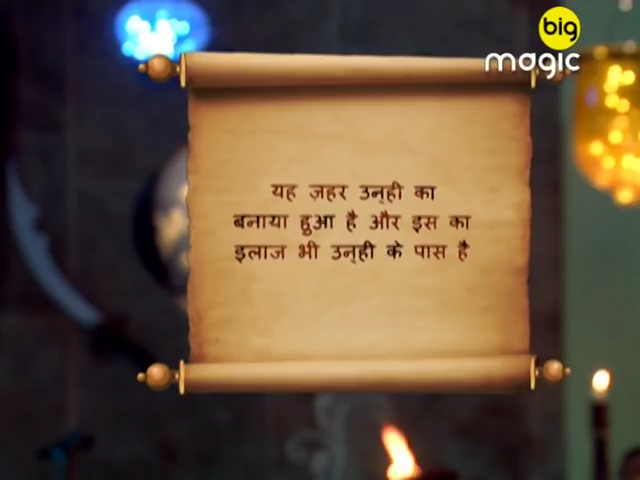 big
magic
यह ज़हर उन्ही का
बनाया हुआ है और इस का
इलाज भी उन्ही के पास है